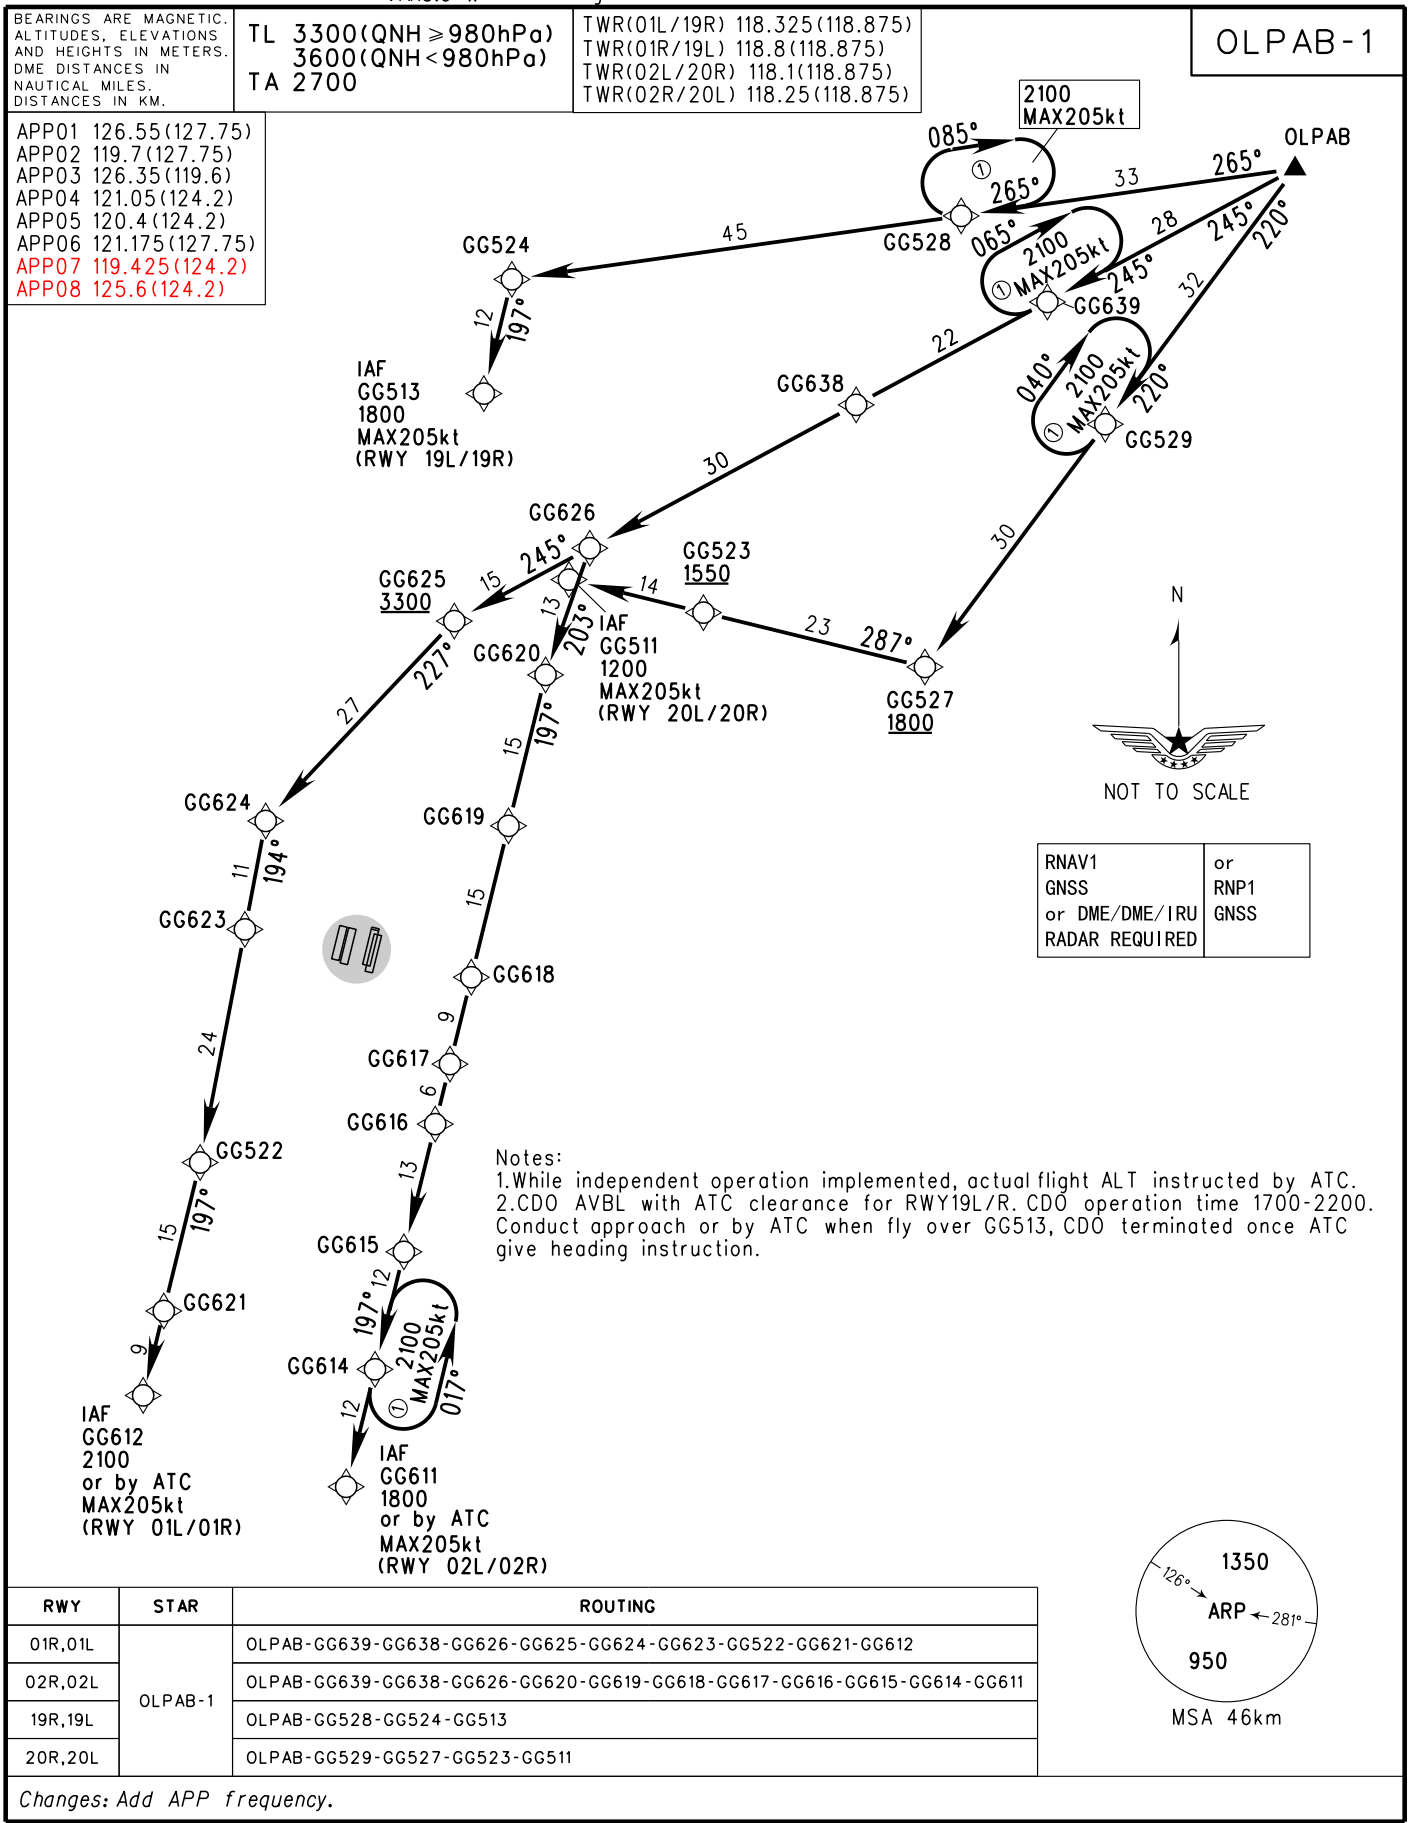 BEARINGS ARE MAGNETIC.
ALTITUDES, ELEVATIONS
AND HEIGHTS IN METERS.
DME DISTANCES IN
NAUTICAL MILES.
DISTANCES IN KM.
TL 3300(QNH≥980hPa)
3600(QNH<980hPa)
TA 2700
TWR(01L/19R) 118.325(118.875)
TWR(01R/19L) 118.8(118.875)
TWR(02L/20R) 118.1(118.875)
TWR(02R/20L) 118.25(118.875)
OLPAB-1
APP01 126.55(127.75)
APP02 119.7(127.75)
APP03 126.35(119.6)
APP04 121.05(124.2)
APP05 120.4(124.2)
APP06 121.175(127.75)
APP07 119.425(124.2)
APP08 125.6(124.2)
2100
MAX205kt
OLPAB
085°
①
265°
33
265°
GG528
45
GG524
12
197°
IAF
GG513
1800
MAX205kt
(RWY 19L/19R)
065°
2100
MAX205kt
①
245°
28
245°
GG639
220°
32
040°
2100
MAX205kt
①
220°
GG529
22
GG638
30
GG626
30
245°
15
GG625
3300
13
203°
GG523
1550
14
23
287°
GG527
1800
IAF
GG511
1200
MAX205kt
(RWY 20L/20R)
GG620
197°
15
227°
27
GG624
GG619
11
194°
15
GG623
GG618
24
9
GG617
6
GG616
13
GG522
197°
15
GG615
12
197°
2100
MAX205kt
①
017°
GG621
9
GG614
12
IAF
GG612
2100
or by ATC
MAX205kt
(RWY 01L/01R)
IAF
GG611
1800
or by ATC
MAX205kt
(RWY 02L/02R)
N
NOT TO SCALE
RNAV1
GNSS
or DME/DME/IRU
RADAR REQUIRED
or
RNP1
GNSS
Notes:
1.While independent operation implemented, actual flight ALT instructed by ATC.
2.CDO AVBL with ATC clearance for RWY19L/R. CDO operation time 1700-2200.
Conduct approach or by ATC when fly over GG513, CDO terminated once ATC
give heading instruction.
1350
126°
ARP
281°
950
MSA 46km
RWY STAR ROUTING
01R,01L OLPAB-GG639-GG638-GG626-GG625-GG624-GG623-GG522-GG621-GG612
02R,02L OLPAB-GG639-GG638-GG626-GG620-GG619-GG618-GG617-GG616-GG615-GG614-GG611
OLPAB-1
19R,19L OLPAB-GG528-GG524-GG513
20R,20L OLPAB-GG529-GG527-GG523-GG511
Changes: Add APP frequency.